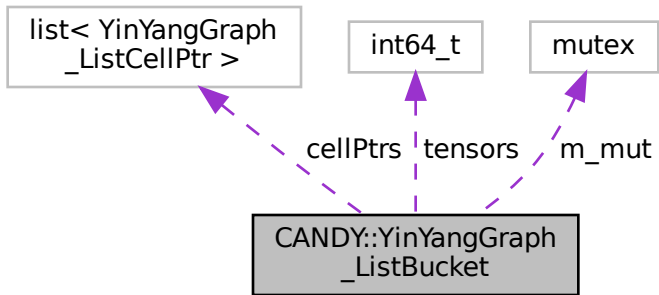 list< YinYangGraph
_ListCellPtr >
int64_t
mutex
cellPtrs
tensors
m_mut
CANDY::YinYangGraph
_ListBucket